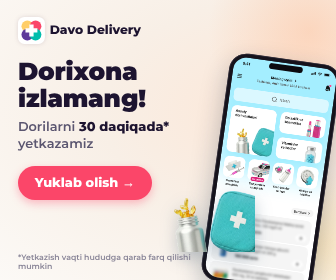 Davo Delivery
Dorixona
izlamang!
Dorilarni 30 daqiqada*
yetkazamiz
Yuklab olish →
*Yetkazish vaqti hududga qarab farq qilishi
mumkin